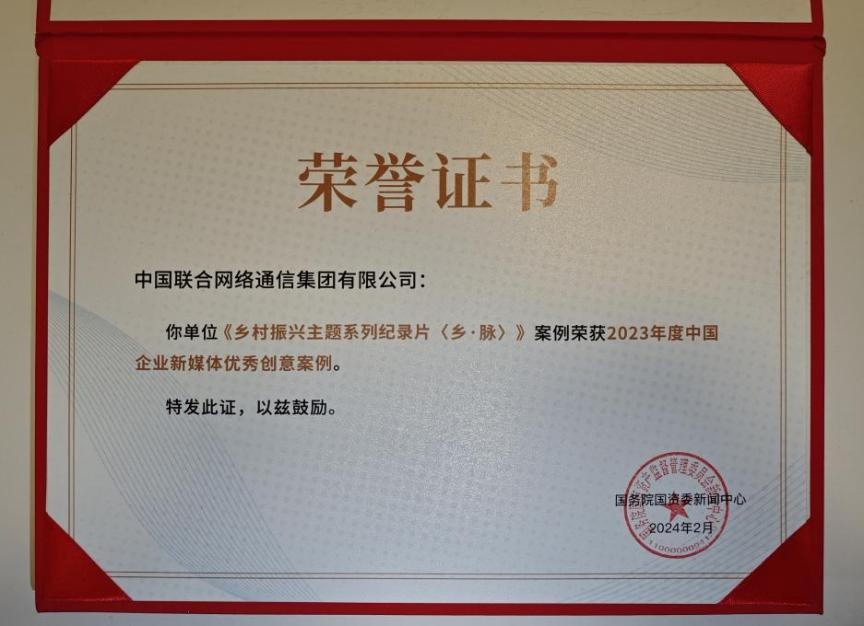 荣誉证书
中国联合网络通信集团有限公司：
你单位《乡村振兴主题系列纪录片〈乡·脉〉》案例荣获2023年度中国
企业新媒体优秀创意案例。
特发此证，以兹鼓励。
国务院国资委新闻中心
2024年2月